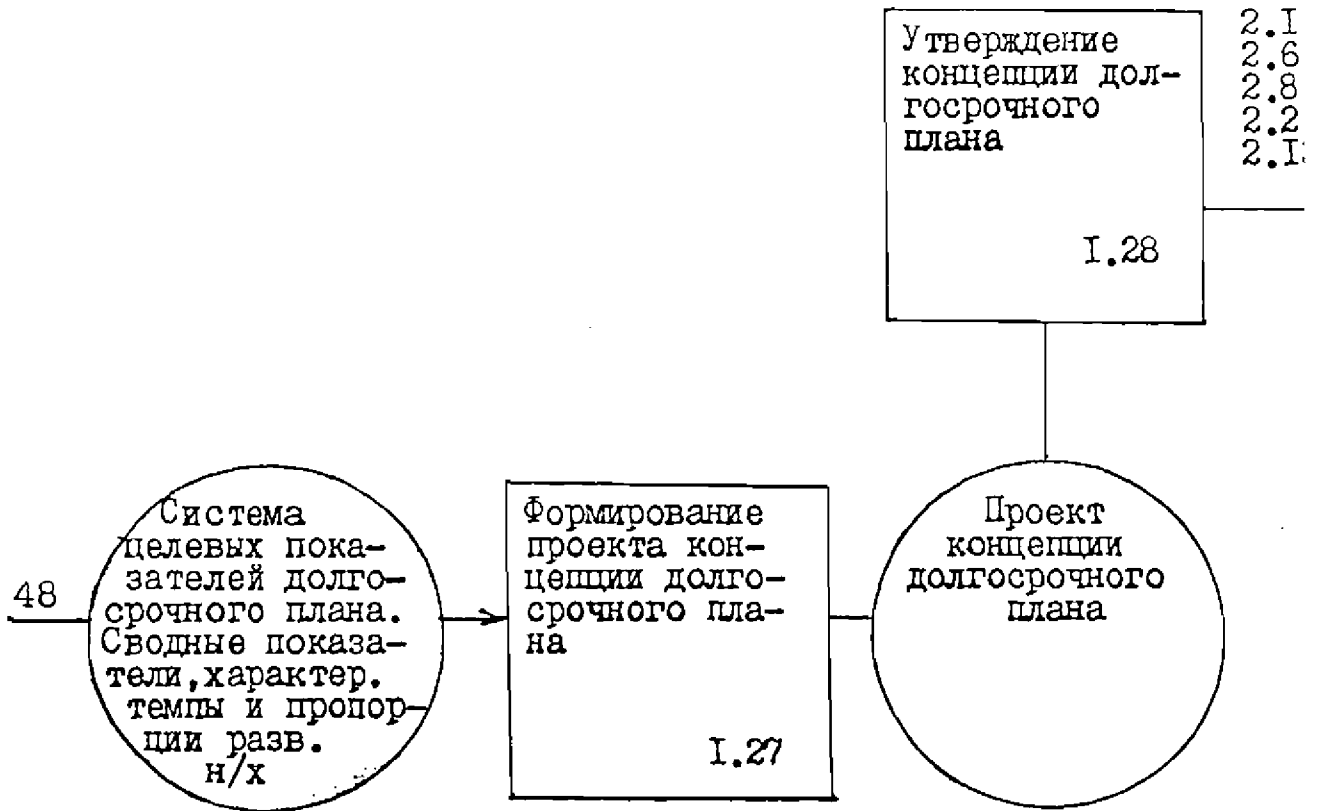 Утверждение
концепции дол-
госрочного
плана
I.28
2.I
2.6
2.8
2.2
2.I
48
Система
целевых пока-
зателей долго-
срочного плана.
Сводные показа-
тели,характер.
темпы и пропор-
ции разв.
н/х
Формирование
проекта кон-
цепции долго-
срочного пла-
на
I.27
Проект
концепции
долгосрочного
плана